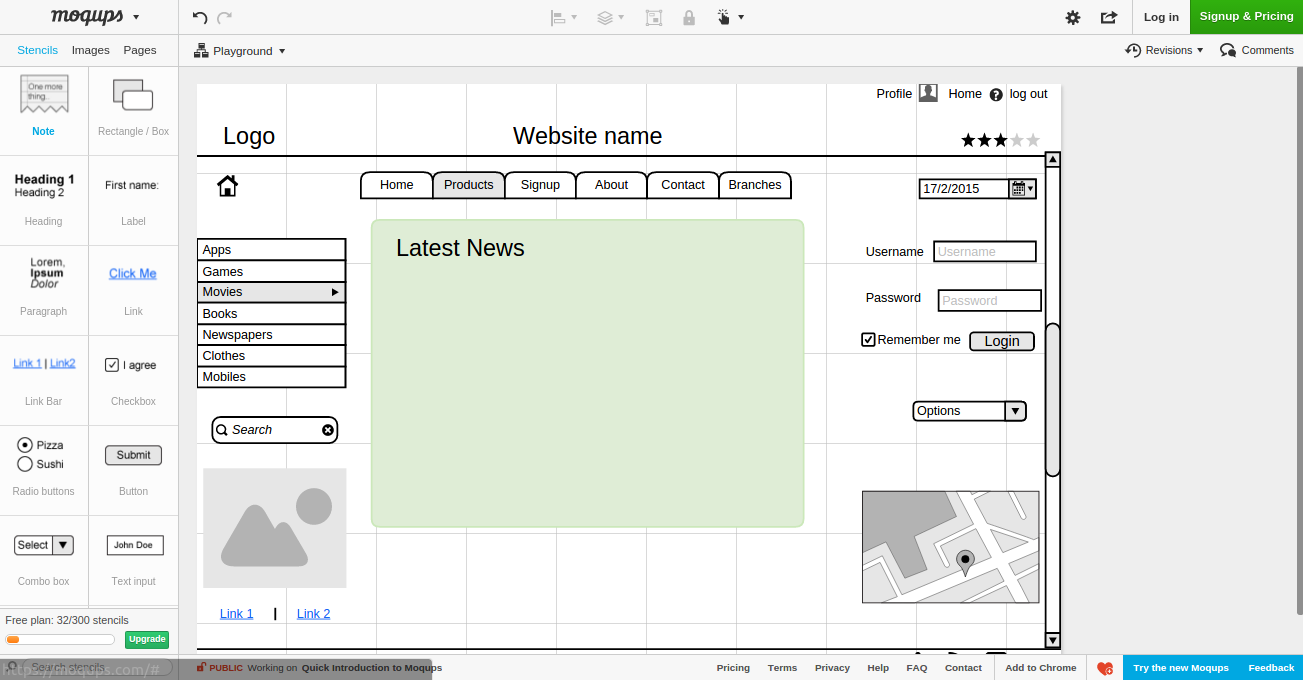 moqups
Log in
Signup & Pricing
Stencils Images Pages
Playground
Revisions
Comments
One more
thing...
Note
Rectangle / Box
Heading 1
Heading 2
Heading
First name:
Label
Lorem,
Ipsum
Dolor
Paragraph
Click Me
Link
Link 1 | Link2
Link Bar
I agree
Checkbox
Pizza
Sushi
Radio buttons
Submit
Button
Select
Combo box
John Doe
Text input
Free plan: 32/300 stencils
Upgrade
Search stencils
https://moqups.com/#
Profile
Home
?
log out
Logo
Website name
Home
Products
Signup
About
Contact
Branches
17/2/2015
Apps
Games
Movies
Books
Newspapers
Clothes
Mobiles
Search
Link 1 | Link 2
Latest News
Username
Username
Password
Password
Remember me
Login
Options
PUBLIC Working on Quick Introduction to Moqups
Pricing
Terms
Privacy
Help
FAQ
Contact
Add to Chrome
Try the new Moqups
Feedback